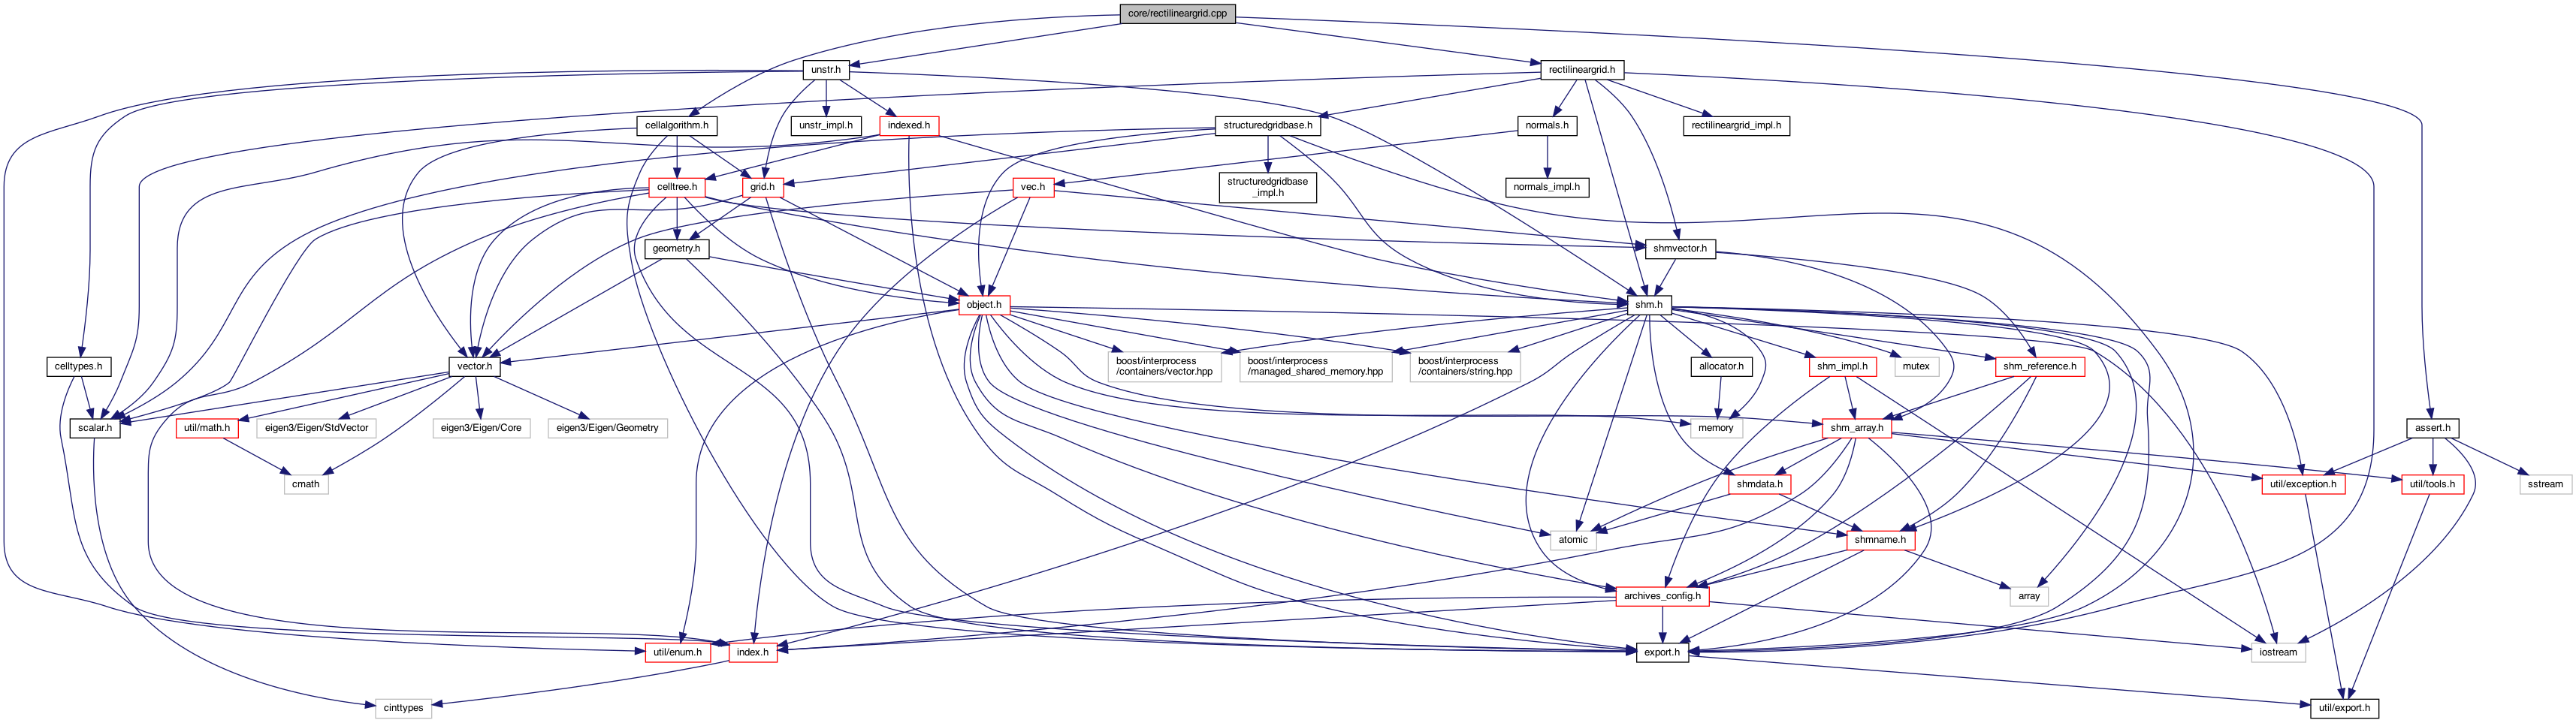 core/rectilineargrid.cpp
unstr.h
rectilineargrid.h
cellalgorithm.h
unstr_impl.h
indexed.h
structuredgridbase.h
normals.h
rectilineargrid_impl.h
celltree.h
grid.h
structuredgridbase
_impl.h
vec.h
normals_impl.h
geometry.h
shmvector.h
object.h
shm.h
celltypes.h
vector.h
boost/interprocess
/containers/vector.hpp
boost/interprocess
/managed_shared_memory.hpp
boost/interprocess
/containers/string.hpp
allocator.h
shm_impl.h
mutex
shm_reference.h
scalar.h
util/math.h
eigen3/Eigen/StdVector
eigen3/Eigen/Core
eigen3/Eigen/Geometry
memory
shm_array.h
assert.h
cmath
shmdata.h
util/exception.h
util/tools.h
sstream
atomic
shmname.h
archives_config.h
array
util/enum.h
index.h
export.h
iostream
cinttypes
util/export.h